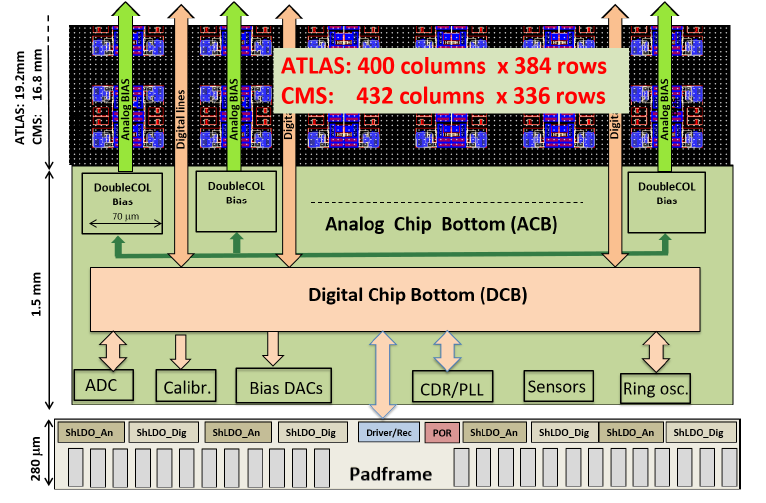 ATLAS: 19.2mm
CMS: 16.8 mm
Analog BIAS
Digital lines
Analog BIAS
ATLAS: 400 columns x 384 rows
CMS: 432 columns x 336 rows
Analog BIAS
DoubleCOL
Bias
70 µm
DoubleCOL
Bias
DoubleCOL
Bias
Analog Chip Bottom (ACB)
1.5 mm
Digital Chip Bottom (DCB)
ADC
Calibr.
Bias DACs
CDR/PLL
Sensors
Ring osc.
280 µm
ShLDO_An
ShLDO_Dig
ShLDO_An
ShLDO_Dig
Driver/Rec
POR
ShLDO_An
ShLDO_Dig
ShLDO_An
ShLDO_Dig
Padframe